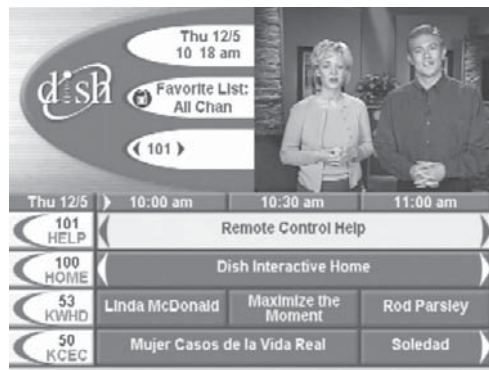 Thu 12/5
10 18 am
dish
Favorite List:
All Chan
101
Thu 12/5 10:00 am 10:30 am 11:00 am
101
HELP
Remote Control Help
100
HOME
Dish Interactive Home
53
KWHD
Linda McDonald
Maximize the
Moment
Rod Parsley
50
KCEC
Mujer Casos de la Vida Real
Soledad